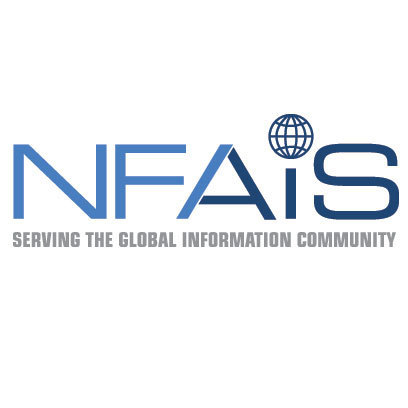 NFAiS
SERVING THE GLOBAL INFORMATION COMMUNITY